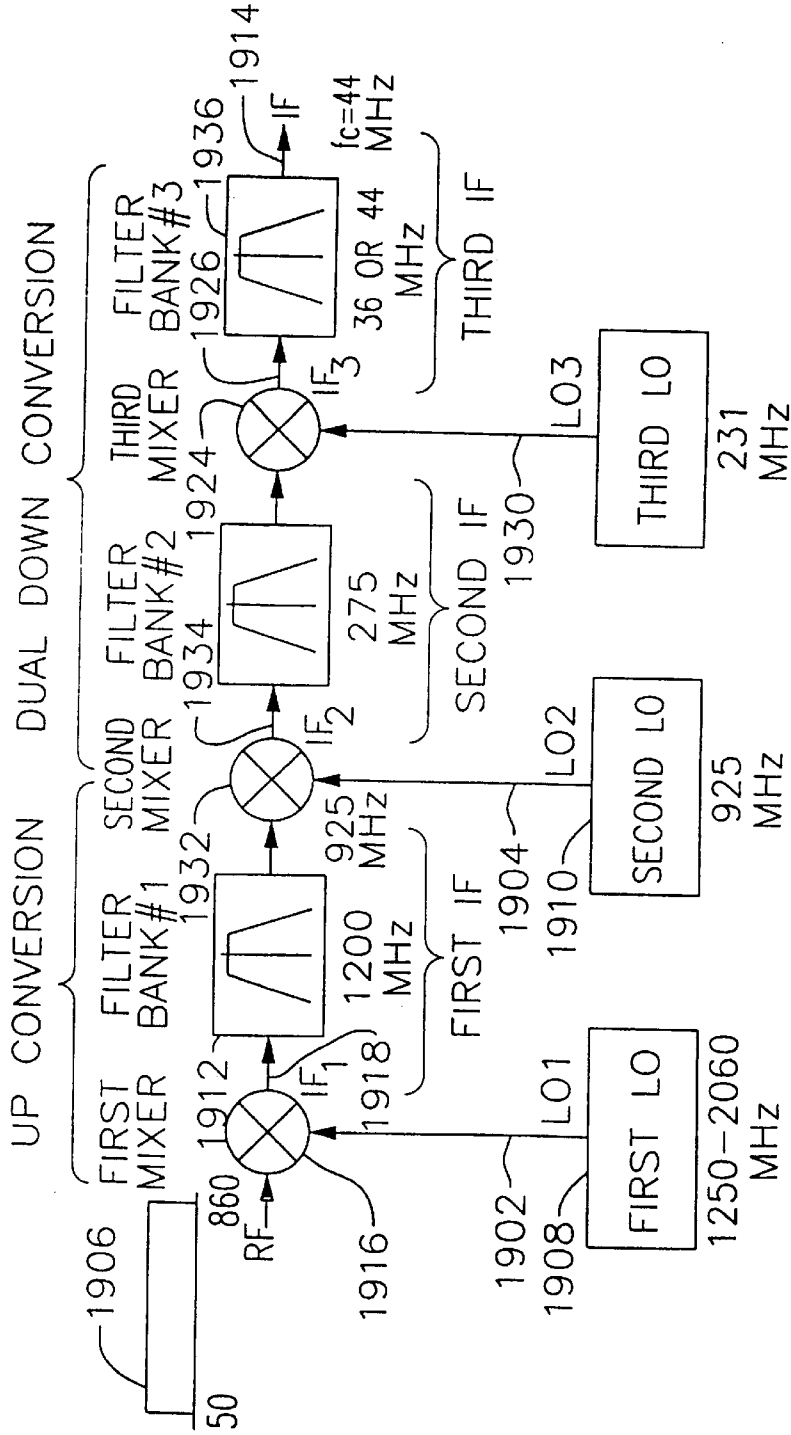 UP CONVERSION
DUAL DOWN CONVERSION
1906
50
860
FIRST
MIXER
FILTER
BANK#1
SECOND
MIXER
FILTER
BANK#2
THIRD
MIXER
FILTER
BANK#3
1912
1932
1934
1924
1926
1936
1914
RF
IF1
1918
1916
1200
MHz
925
MHz
IF2
275
MHz
IF3
36 OR 44
MHz
IF
fc=44
MHz
FIRST IF
SECOND IF
THIRD IF
1902
LO1
1908
FIRST LO
1250-2060
MHz
1904
LO2
1910
SECOND LO
925
MHz
1930
LO3
THIRD LO
231
MHz